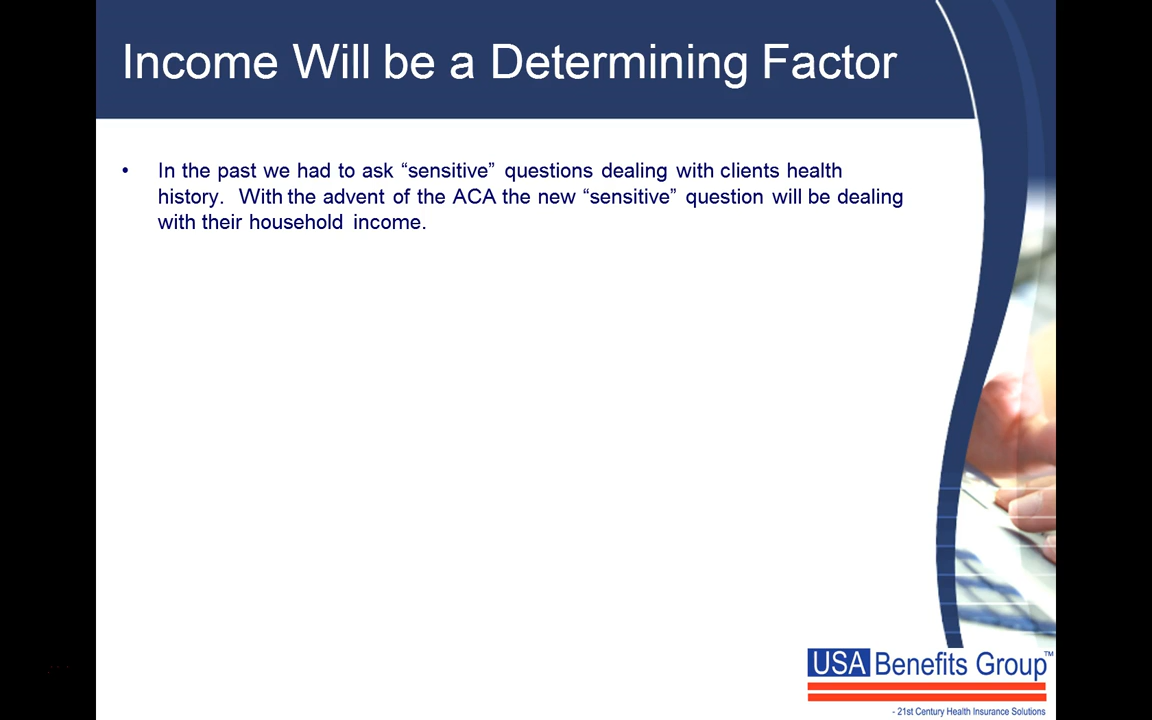 Income Will be a Determining Factor
• In the past we had to ask “sensitive” questions dealing with clients health
history. With the advent of the ACA the new “sensitive” question will be dealing
with their household income.
USA Benefits Group™
- 21st Century Health Insurance Solutions